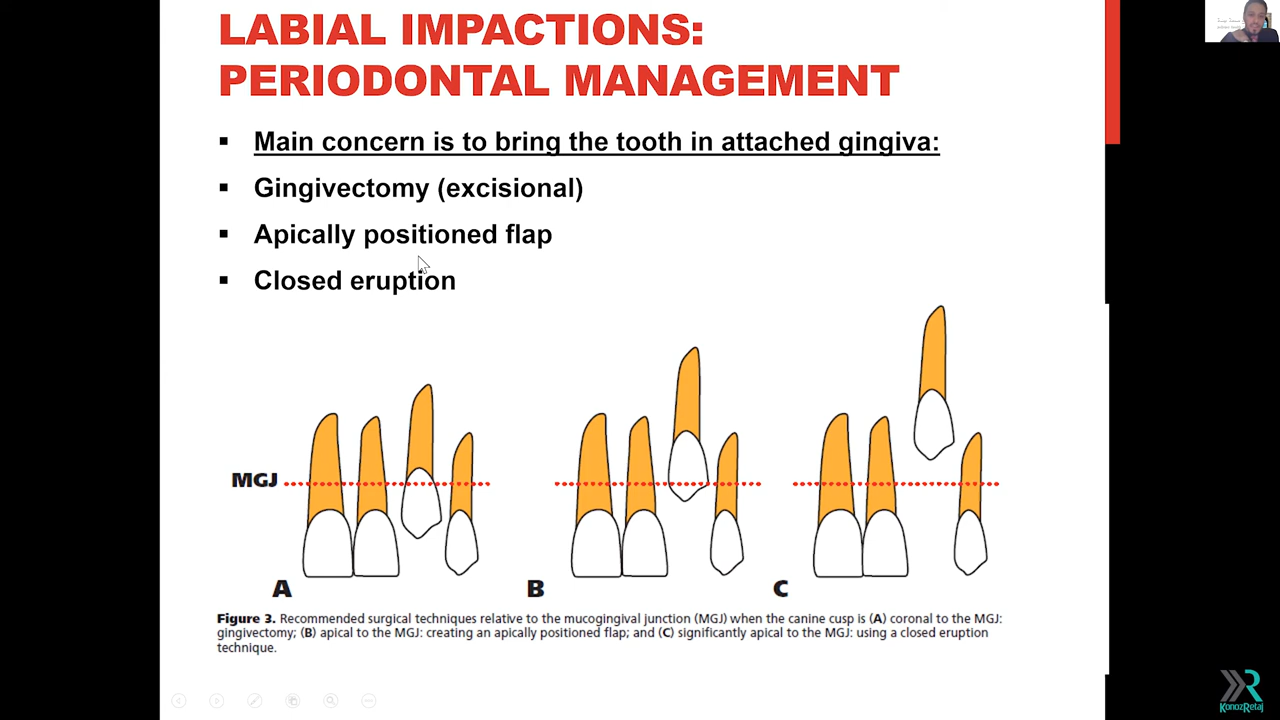 LABIAL IMPACTIONS:
PERIODONTAL MANAGEMENT
▪ Main concern is to bring the tooth in attached gingiva:
▪ Gingivectomy (excisional)
▪ Apically positioned flap
▪ Closed eruption
MGJ
A
B
C
Figure 3. Recommended surgical techniques relative to the mucogingival junction (MGJ) when the canine cusp is (A) coronal to the MGJ:
gingivectomy; (B) apical to the MGJ: creating an apically positioned flap; and (C) significantly apical to the MGJ: using a closed eruption
technique.
KonozRetaj